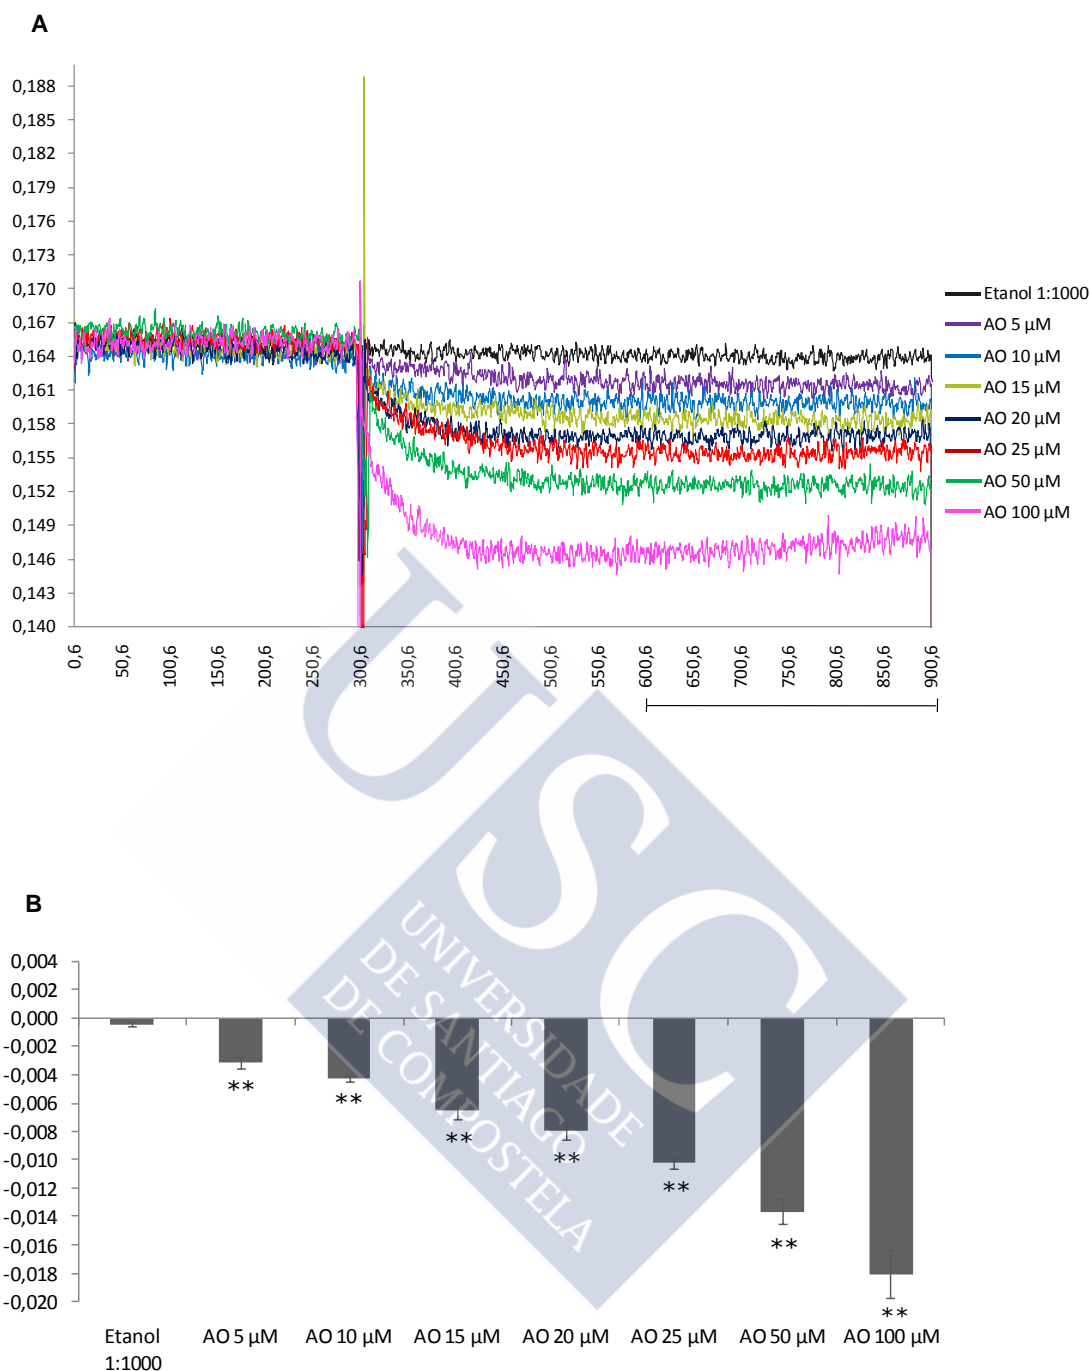 A
0,188
0,185
0,182
0,179
0,176
0,173
0,170
0,167
0,164
0,161
0,158
0,155
0,152
0,149
0,146
0,143
0,140
0,6
50,6
100,6
150,6
200,6
250,6
300,6
350,6
400,6
450,6
500,6
550,6
600,6
650,6
700,6
750,6
800,6
850,6
900,6
Etanol 1:1000
AO 5 µM
AO 10 µM
AO 15 µM
AO 20 µM
AO 25 µM
AO 50 µM
AO 100 µM
USC
UNIVERSIDADE
DE SANTIAGO
DE COMPOSTELA
B
0,004
0,002
0,000
-0,002
-0,004
-0,006
-0,008
-0,010
-0,012
-0,014
-0,016
-0,018
-0,020
**
**
**
**
**
**
**
Etanol
1:1000
AO 5 µM
AO 10 µM
AO 15 µM
AO 20 µM
AO 25 µM
AO 50 µM
AO 100 µM